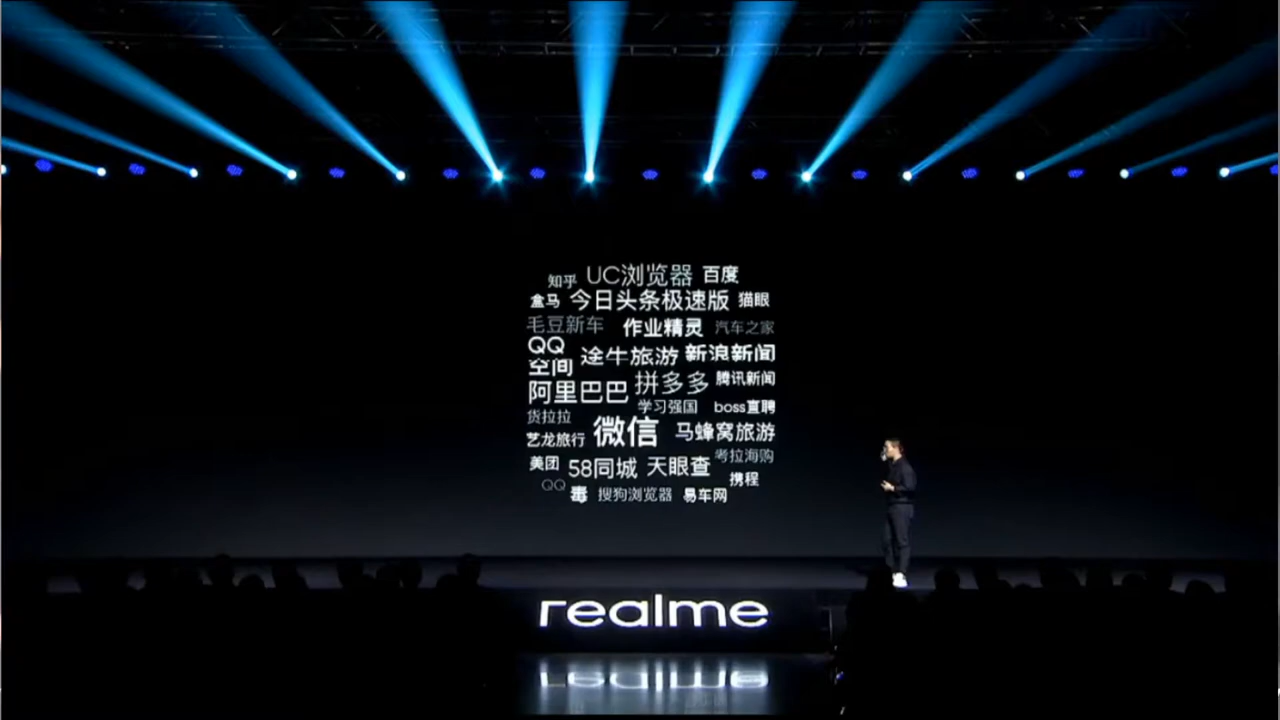 知乎 UC浏览器 百度
盒马 今日头条极速版 猫眼
毛豆新车 作业精灵 汽车之家
QQ
空间 途牛旅游 新浪新闻
阿里巴巴 拼多多 腾讯新闻
货拉拉 学习强国 boss直聘
艺龙旅行 微信 马蜂窝旅游
美团 58同城 天眼查 考拉海购
QQ 毒 搜狗浏览器 易车网 携程
realme